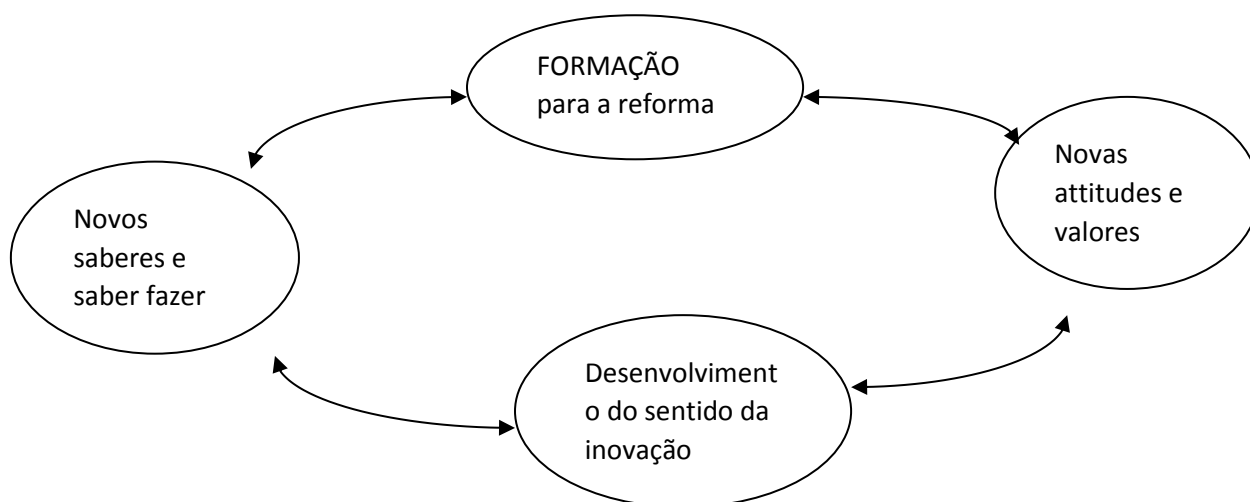 FORMAÇÃO
para a reforma
Novas
attitudes e
valores
Novos
saberes e
saber fazer
Desenvolviment
o do sentido da
inovação